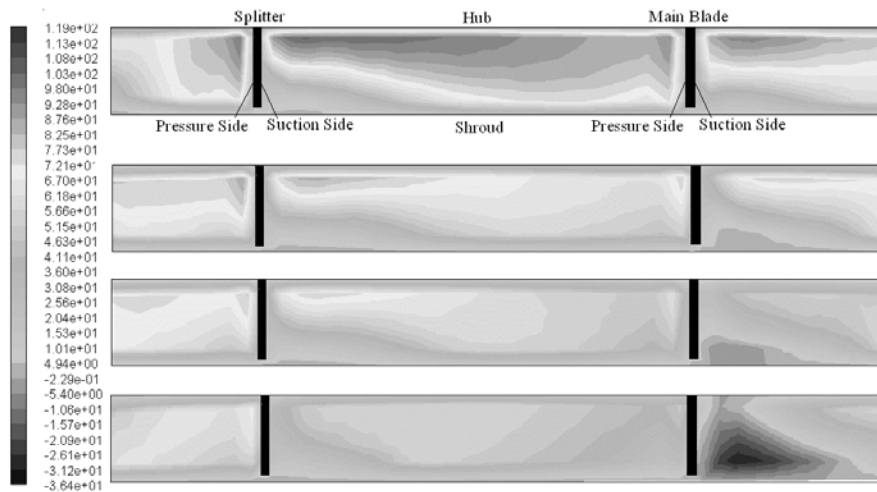 Splitter Hub Main Blade
1.19e+02
1.13e+02
1.08e+02
1.03e+02
9.80e+01
9.28e+01
8.76e+01
8.25e+01
7.73e+01
7.21e+0
6.70e+01
6.18e+01
5.66e+01
5.15e+01
4.63e+01
4.11e+01
3.60e+01
3.08e+01
2.56e+01
2.04e+01
1.53e+01
1.01e+01
4.94e+00
-2.29e-01
-5.40e+00
-1.06e+01
-1.57e+01
-2.09e+01
-2.61e+01
-3.12e+01
-3.64e+01
Pressure Side Suction Side Shroud Pressure Side Suction Side